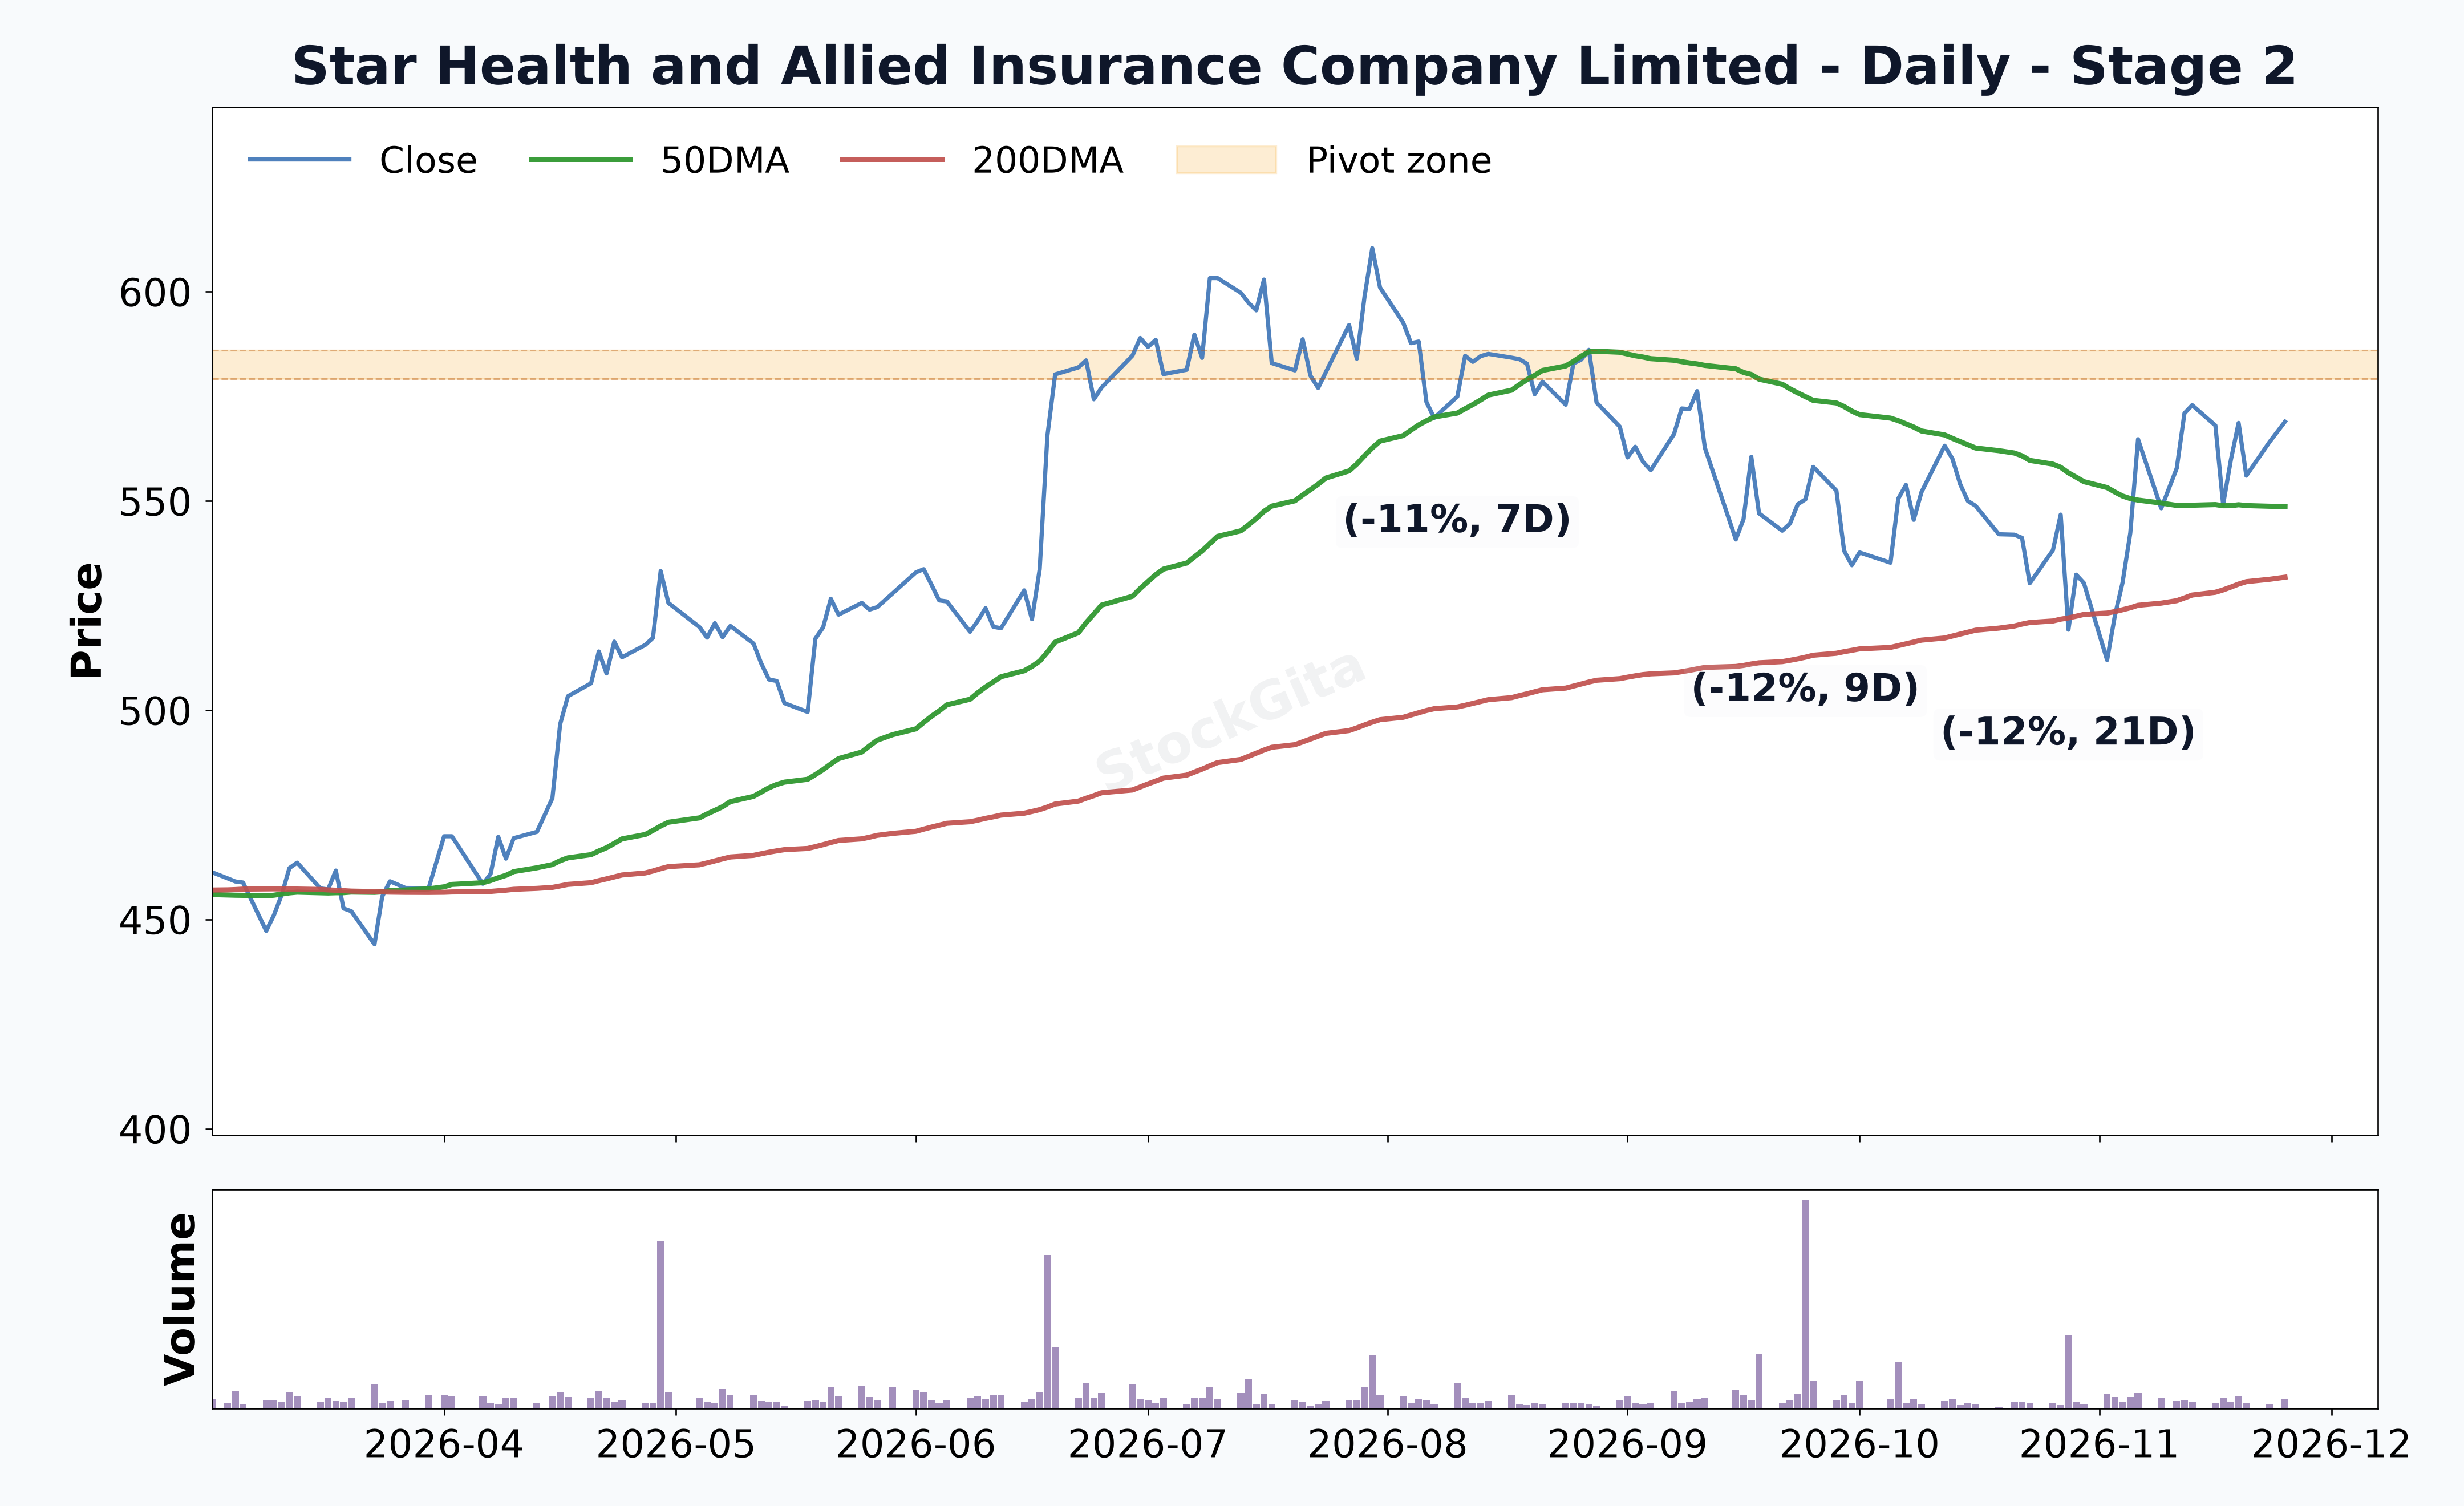 Star Health and Allied Insurance Company Limited - Daily - Stage 2
Close 50DMA 200DMA Pivot zone
Price
600
550
500
450
400
(-11%, 7D)
(-12%, 9D)
(-12%, 21D)
StockGita
Volume
2026-04 2026-05 2026-06 2026-07 2026-08 2026-09 2026-10 2026-11 2026-12